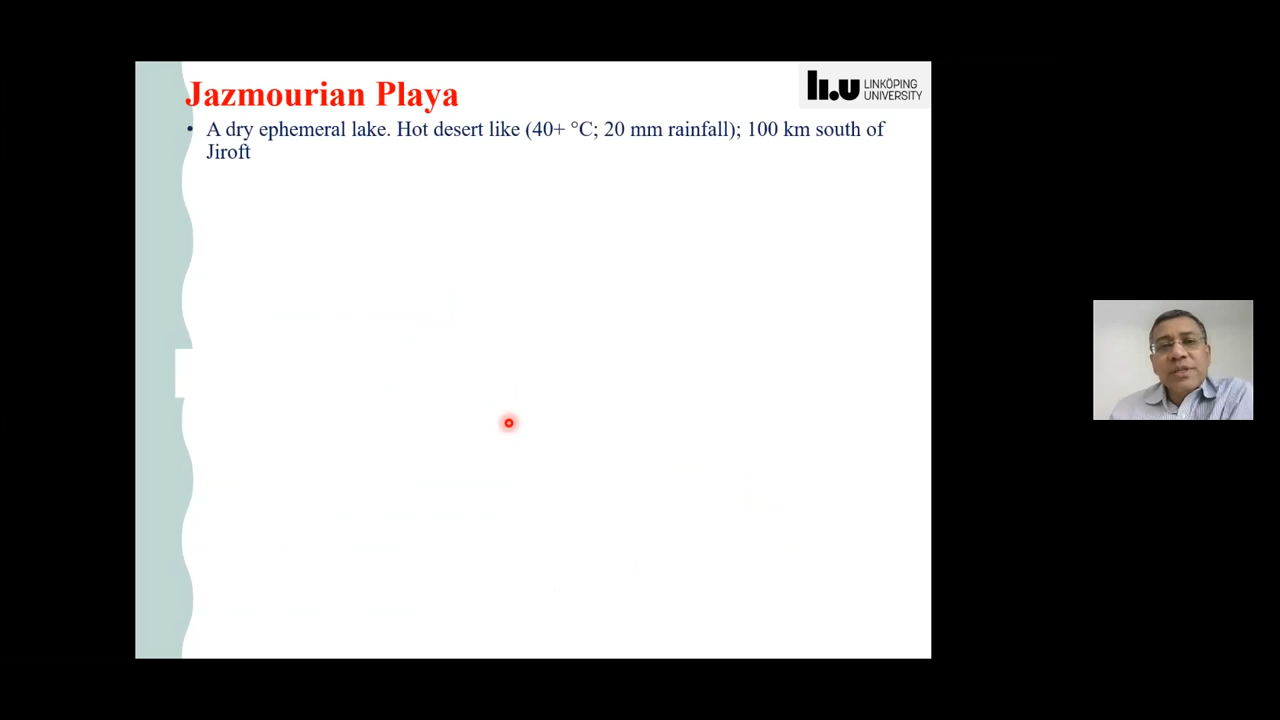 Jazmourian Playa
li.u LINKÖPING
UNIVERSITY
• A dry ephemeral lake. Hot desert like (40+ °C; 20 mm rainfall); 100 km south of
Jiroft